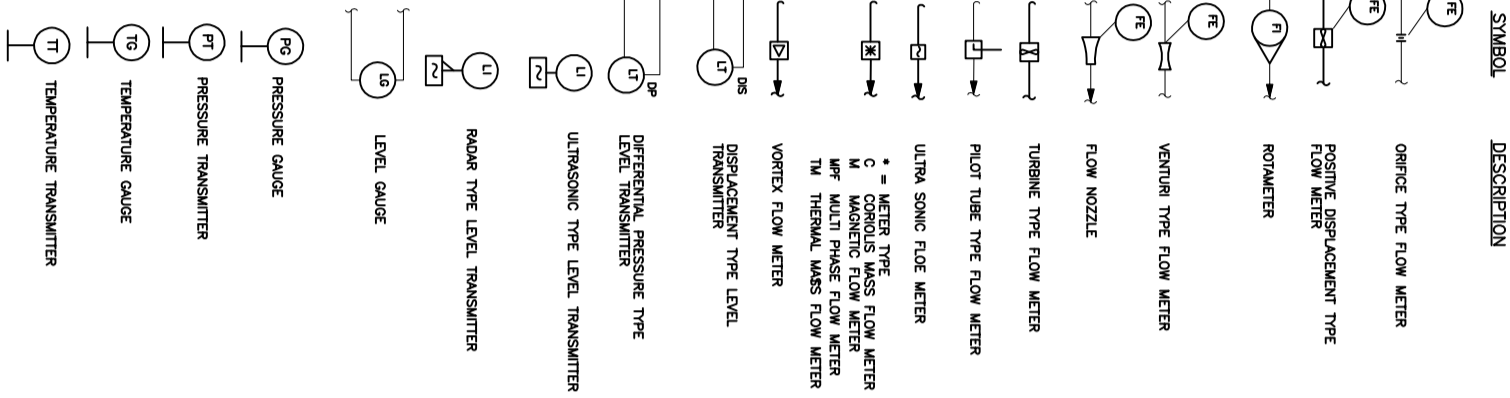 SYMBOL DESCRIPTION
FE ORIFICE TYPE FLOW METER
FE POSITIVE DISPLACEMENT TYPE
FLOW METER
FI ROTAMETER
FE VENTURI TYPE FLOW METER
FE FLOW NOZZLE
TURBINE TYPE FLOW METER
PILOT TUBE TYPE FLOW METER
ULTRA SONIC FLOE METER
* = METER TYPE
C CORIOLIS MASS FLOW METER
M MAGNETIC FLOW METER
MPF MULTI PHASE FLOW METER
TM THERMAL MASS FLOW METER
VORTEX FLOW METER
DIS
LT DISPLACEMENT TYPE LEVEL
TRANSMITTER
DP
LT DIFFERENTIAL PRESSURE TYPE
LEVEL TRANSMITTER
LI ULTRASONIC TYPE LEVEL TRANSMITTER
LI RADAR TYPE LEVEL TRANSMITTER
LG LEVEL GAUGE
PG PRESSURE GAUGE
PT PRESSURE TRANSMITTER
TG TEMPERATURE GAUGE
TT TEMPERATURE TRANSMITTER